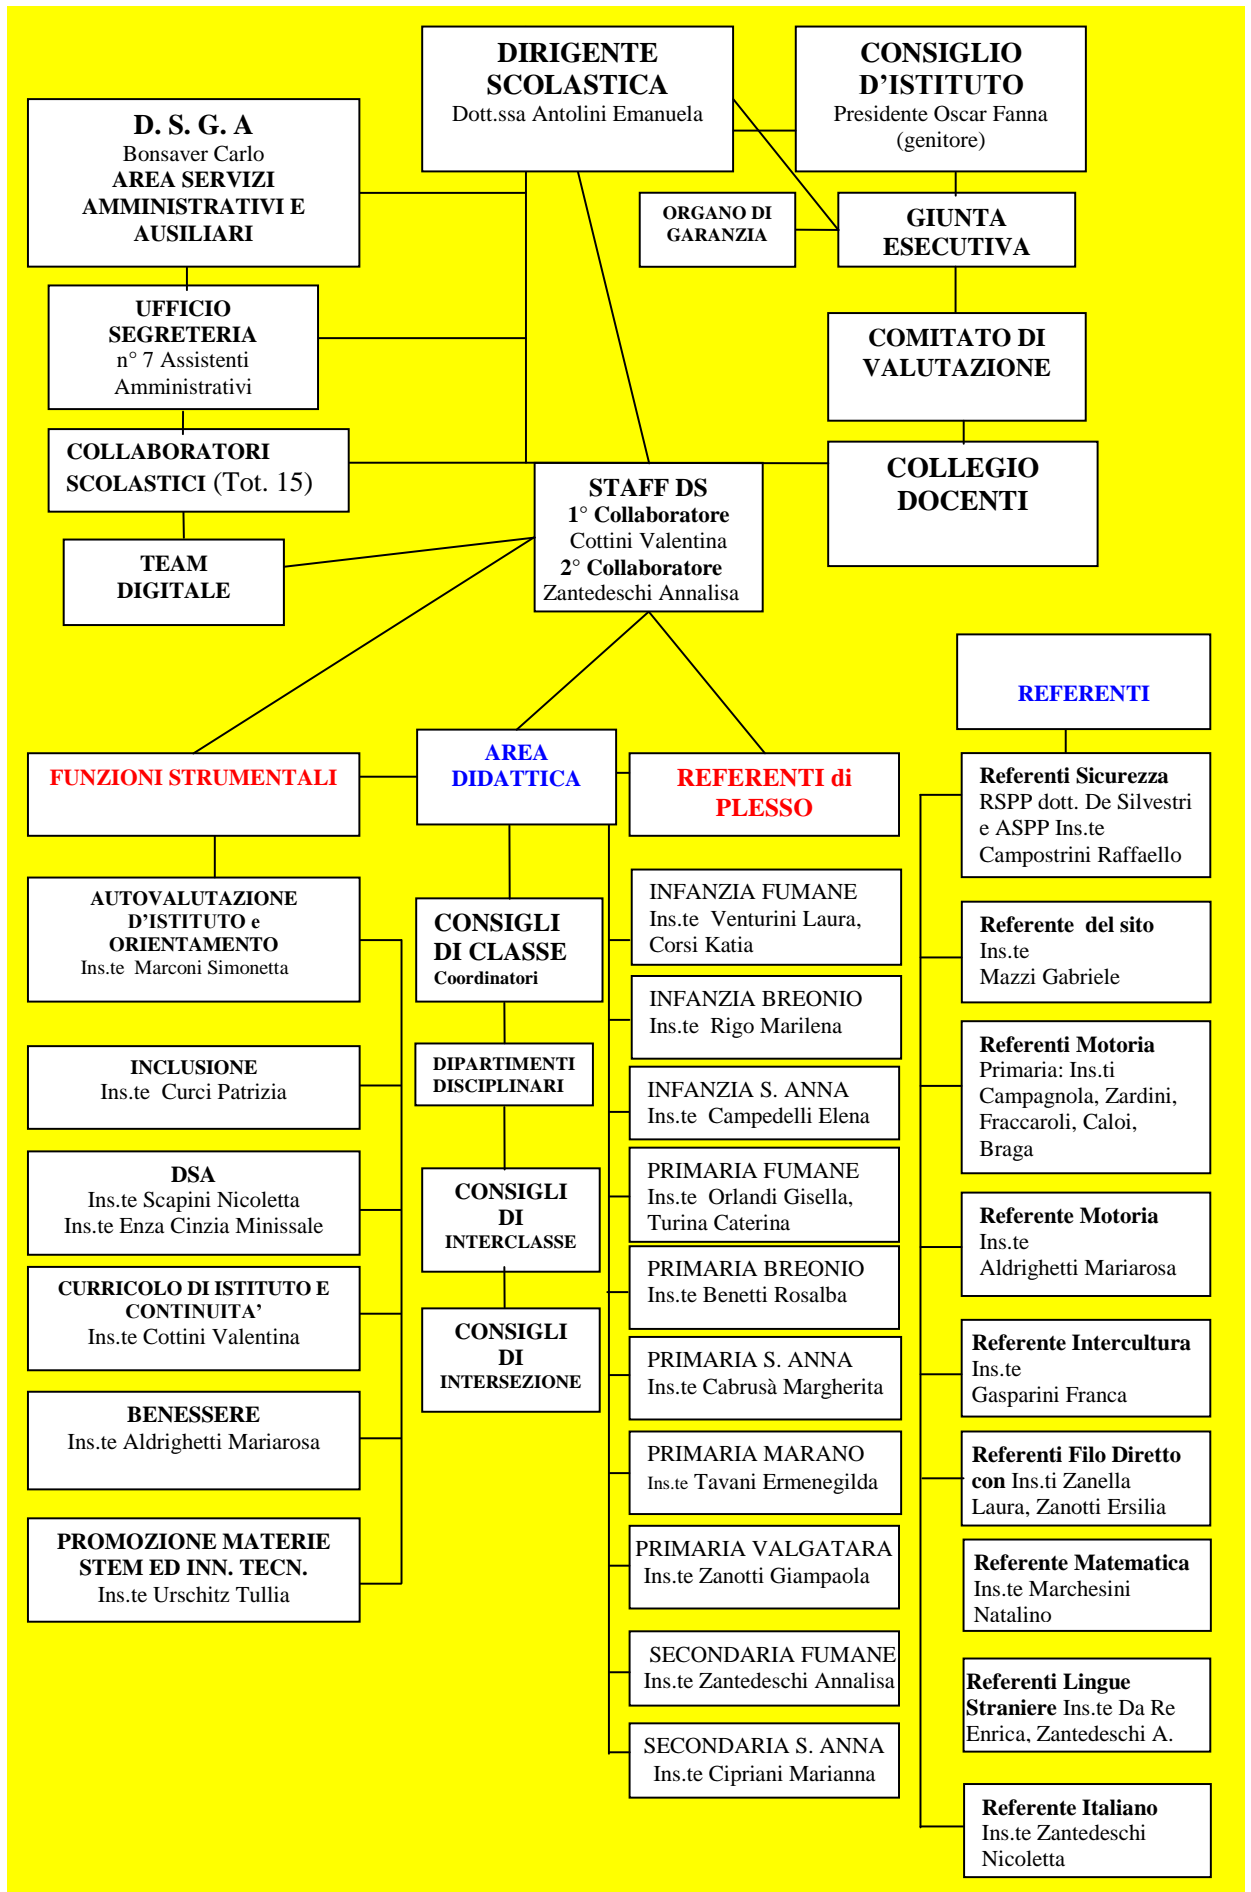 DIRIGENTE
SCOLASTICA
Dott.ssa Antolini Emanuela
CONSIGLIO
D'ISTITUTO
Presidente Oscar Fanna
(genitore)
D. S. G. A
Bonsaver Carlo
AREA SERVIZI
AMMINISTRATIVI E
AUSILIARI
ORGANO DI
GARANZIA
GIUNTA
ESECUTIVA
UFFICIO
SEGRETERIA
n° 7 Assistenti
Amministrativi
COMITATO DI
VALUTAZIONE
COLLABORATORI
SCOLASTICI (Tot. 15)
STAFF DS
1° Collaboratore
Cottini Valentina
2° Collaboratore
Zantedeschi Annalisa
COLLEGIO
DOCENTI
TEAM
DIGITALE
REFERENTI
FUNZIONI STRUMENTALI
AREA
DIDATTICA
REFERENTI di
PLESSO
AUTOVALUTAZIONE
D'ISTITUTO e
ORIENTAMENTO
Ins.te Marconi Simonetta
INCLUSIONE
Ins.te Curci Patrizia
DSA
Ins.te Scapini Nicoletta
Ins.te Enza Cinzia Minissale
CURRICOLO DI ISTITUTO E
CONTINUITA'
Ins.te Cottini Valentina
BENESSERE
Ins.te Aldrighetti Mariarosa
PROMOZIONE MATERIE
STEM ED INN. TECN.
Ins.te Urschitz Tullia
CONSIGLI
DI CLASSE
Coordinatori
DIPARTIMENTI
DISCIPLINARI
CONSIGLI
DI
INTERCLASSE
CONSIGLI
DI
INTERSEZIONE
INFANZIA FUMANE
Ins.te Venturini Laura,
Corsi Katia
INFANZIA BREONIO
Ins.te Rigo Marilena
INFANZIA S. ANNA
Ins.te Campedelli Elena
PRIMARIA FUMANE
Ins.te Orlandi Gisella,
Turina Caterina
PRIMARIA BREONIO
Ins.te Benetti Rosalba
PRIMARIA S. ANNA
Ins.te Cabrusà Margherita
PRIMARIA MARANO
Ins.te Tavani Ermenegilda
PRIMARIA VALGATARA
Ins.te Zanotti Giampaola
SECONDARIA FUMANE
Ins.te Zantedeschi Annalisa
SECONDARIA S. ANNA
Ins.te Cipriani Marianna
Referenti Sicurezza
RSPP dott. De Silvestri
e ASPP Ins.te
Campostrini Raffaello
Referente del sito
Ins.te
Mazzi Gabriele
Referenti Motoria
Primaria: Ins.ti
Campagnola, Zardini,
Fraccaroli, Caloi,
Braga
Referente Motoria
Ins.te
Aldrighetti Mariarosa
Referente Intercultura
Ins.te
Gasparini Franca
Referenti Filo Diretto
con Ins.ti Zanella
Laura, Zanotti Ersilia
Referente Matematica
Ins.te Marchesini
Natalino
Referenti Lingue
Straniere Ins.te Da Re
Enrica, Zantedeschi A.
Referente Italiano
Ins.te Zantedeschi
Nicoletta